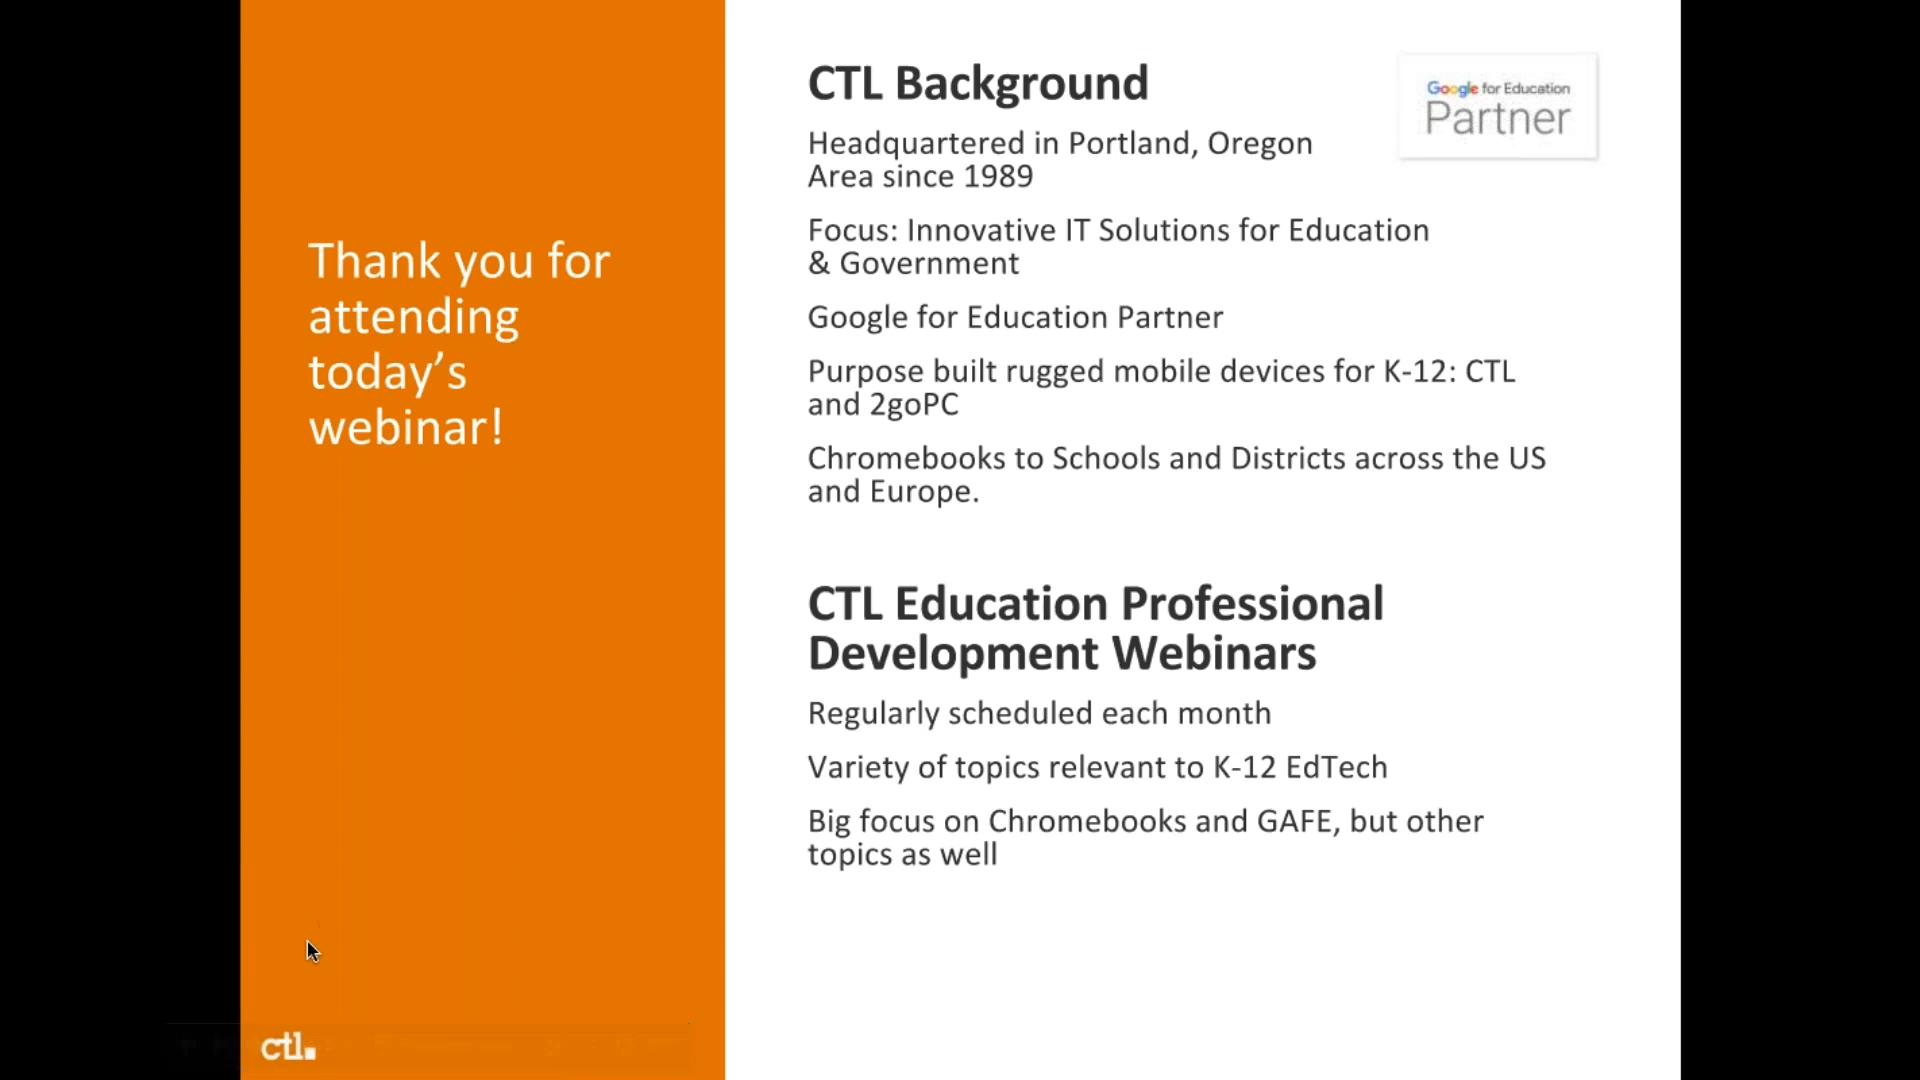 Thank you for
attending
today’s
webinar!
ctl.
CTL Background
Google for Education
Partner
Headquartered in Portland, Oregon
Area since 1989
Focus: Innovative IT Solutions for Education
& Government
Google for Education Partner
Purpose built rugged mobile devices for K-12: CTL
and 2goPC
Chromebooks to Schools and Districts across the US
and Europe.
CTL Education Professional
Development Webinars
Regularly scheduled each month
Variety of topics relevant to K-12 EdTech
Big focus on Chromebooks and GAFE, but other
topics as well